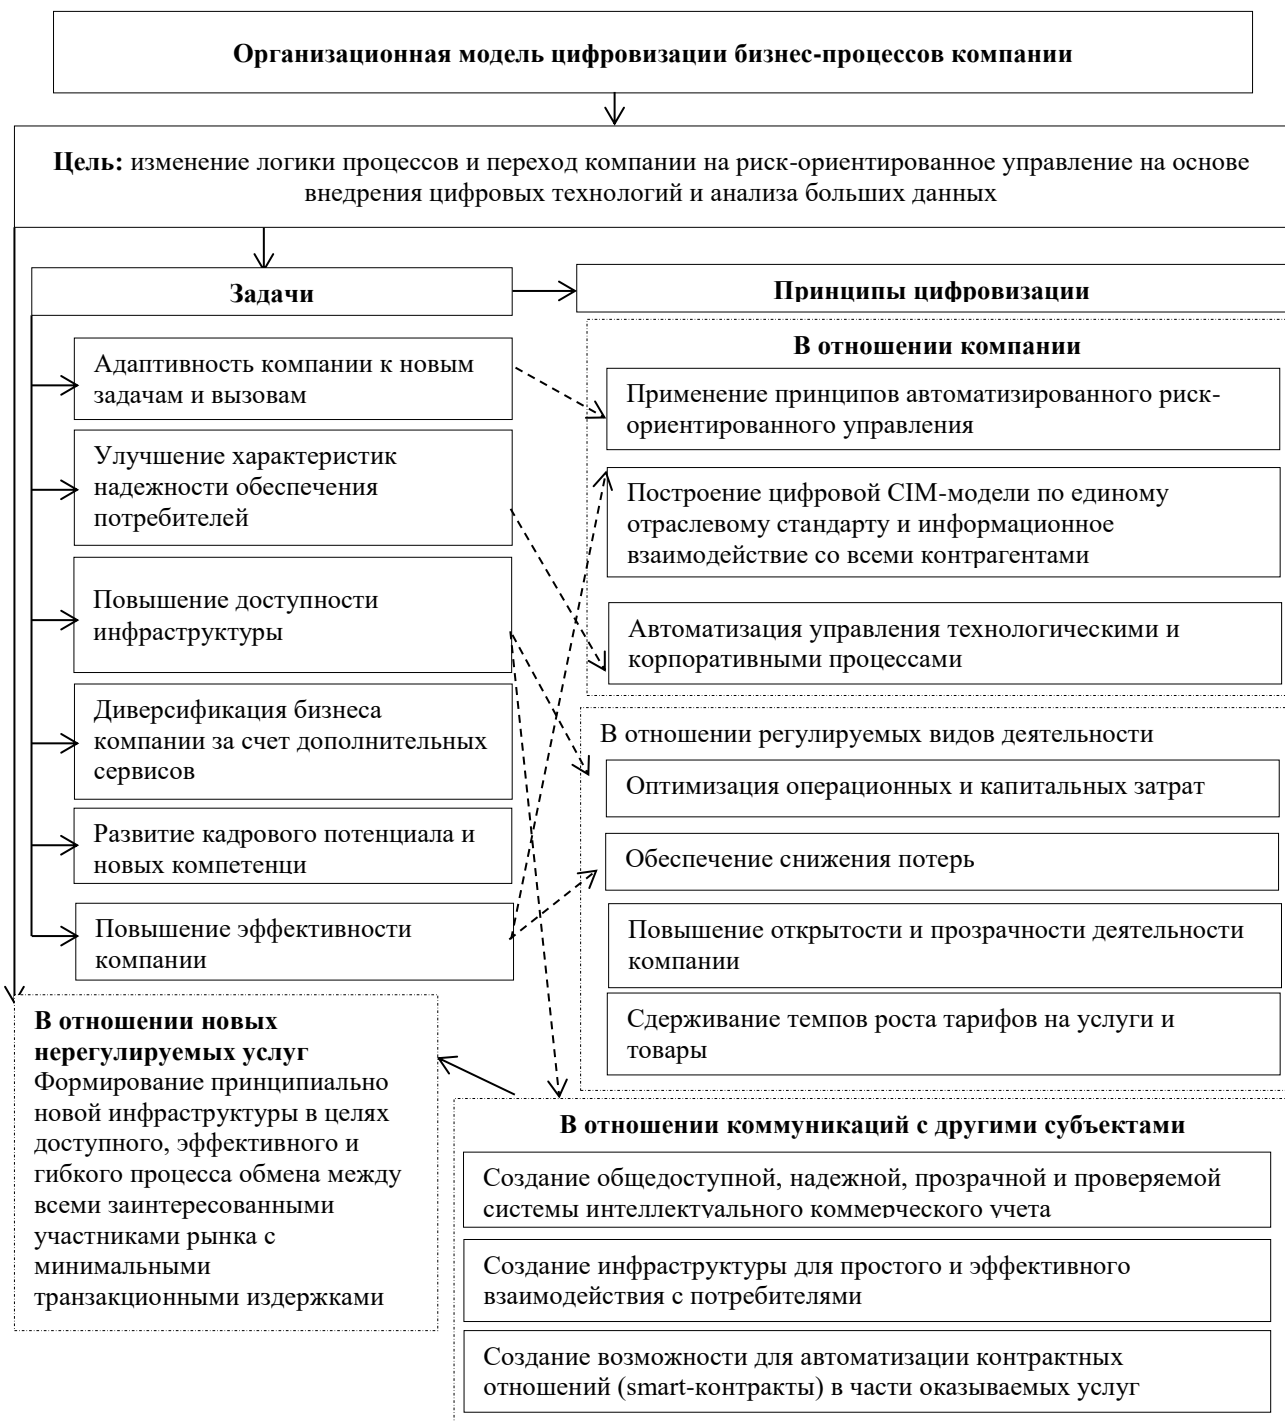 Организационная модель цифровизации бизнес-процессов компании
Цель: изменение логики процессов и переход компании на риск-ориентированное управление на основе
внедрения цифровых технологий и анализа больших данных
Задачи
Адаптивность компании к новым
задачам и вызовам
Улучшение характеристик
надежности обеспечения
потребителей
Повышение доступности
инфраструктуры
Диверсификация бизнеса
компании за счет дополнительных
сервисов
Развитие кадрового потенциала и
новых компетенци
Повышение эффективности
компании
Принципы цифровизации
В отношении компании
Применение принципов автоматизированного риск-
ориентированного управления
Построение цифровой CIM-модели по единому
отраслевому стандарту и информационное
взаимодействие со всеми контрагентами
Автоматизация управления технологическими и
корпоративными процессами
В отношении регулируемых видов деятельности
Оптимизация операционных и капитальных затрат
Обеспечение снижения потерь
Повышение открытости и прозрачности деятельности
компании
Сдерживание темпов роста тарифов на услуги и
товары
В отношении новых
нерегулируемых услуг
Формирование принципиально
новой инфраструктуры в целях
доступного, эффективного и
гибкого процесса обмена между
всеми заинтересованными
участниками рынка с
минимальными
транзакционными издержками
В отношении коммуникаций с другими субъектами
Создание общедоступной, надежной, прозрачной и проверяемой
системы интеллектуального коммерческого учета
Создание инфраструктуры для простого и эффективного
взаимодействия с потребителями
Создание возможности для автоматизации контрактных
отношений (smart-контракты) в части оказываемых услуг